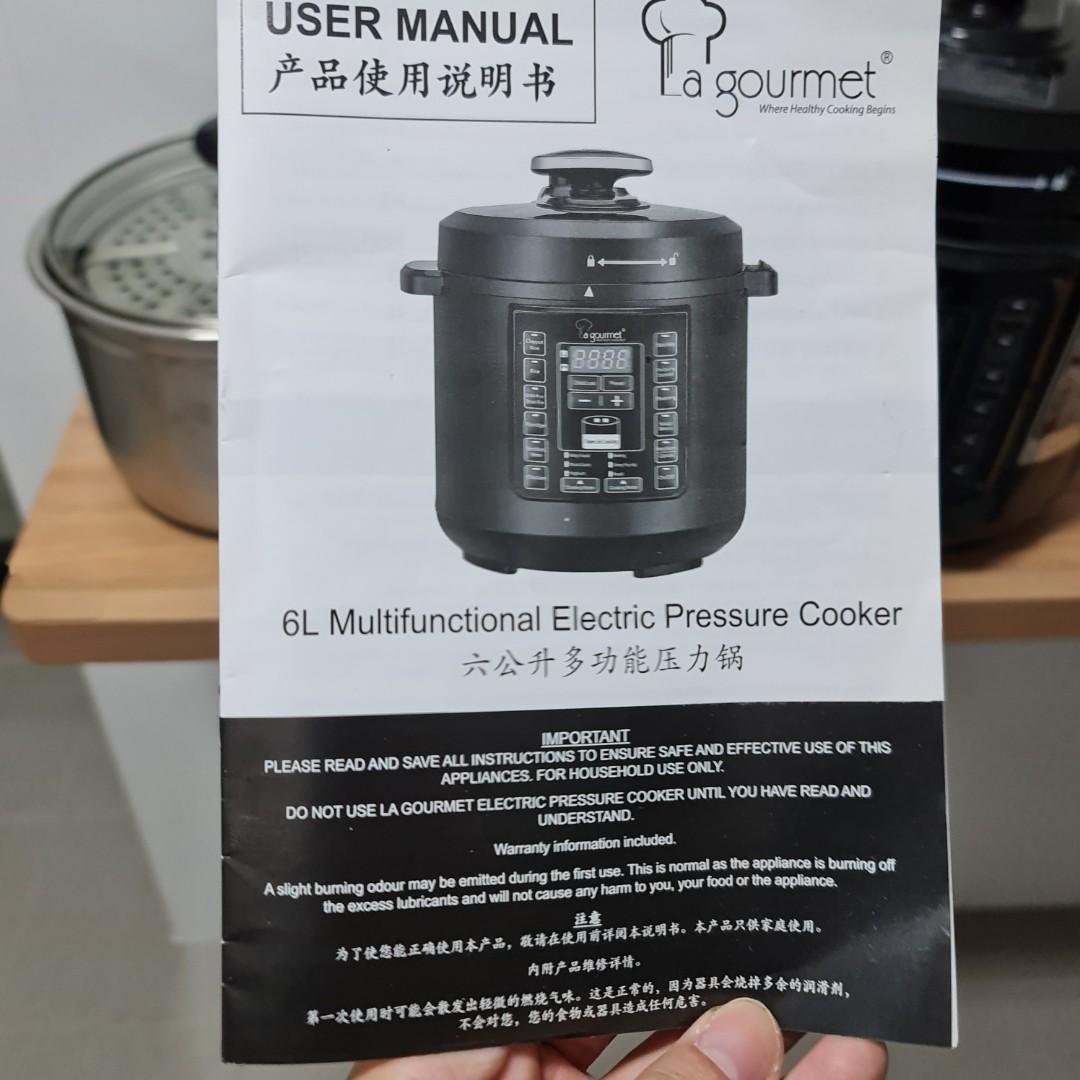 USER MANUAL
产品使用说明书
La gourmet®
Where Healthy Cooking Begins
La gourmet®
Rice
8888
6L Multifunctional Electric Pressure Cooker
六公升多功能压力锅
IMPORTANT
PLEASE READ AND SAVE ALL INSTRUCTIONS TO ENSURE SAFE AND EFFECTIVE USE OF THIS
APPLIANCES. FOR HOUSEHOLD USE ONLY.
DO NOT USE LA GOURMET ELECTRIC PRESSURE COOKER UNTIL YOU HAVE READ AND
UNDERSTAND.
Warranty information included.
A slight burning odour may be emitted during the first use. This is normal as the appliance is burning off
the excess lubricants and will not cause any harm to you, your food or the appliance.
注意
为了使您能正确使用本产品，敬请在使用前详阅本说明书。本产品只供家庭使用。
内附产品维修详情。
第一次使用时可能会散发出轻微的燃烧气味。这是正常的，因为器具会烧掉多余的润滑剂，
不会对您，您的食物或器具造成任何危害。